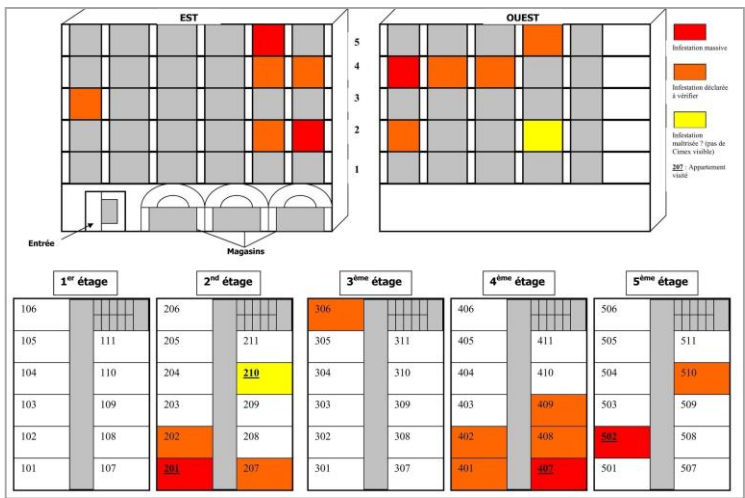 EST
OUEST
5
4
3
2
1
Entrée
Magasins
Infestation massive
Infestation déclarée
à vérifier
Infestation
maîtrisée ? (pas de
Cimex visible)
207 : Appartement
visité
1er étage
2nd étage
3ème étage
4ème étage
5ème étage
106
105 111
104 110
103 109
102 108
101 107
206
205 211
204 210
203 209
202 208
201 207
306
305 311
304 310
303 309
302 308
301 307
406
405 411
404 410
403 409
402 408
401 407
506
505 511
504 510
503 509
502 508
501 507